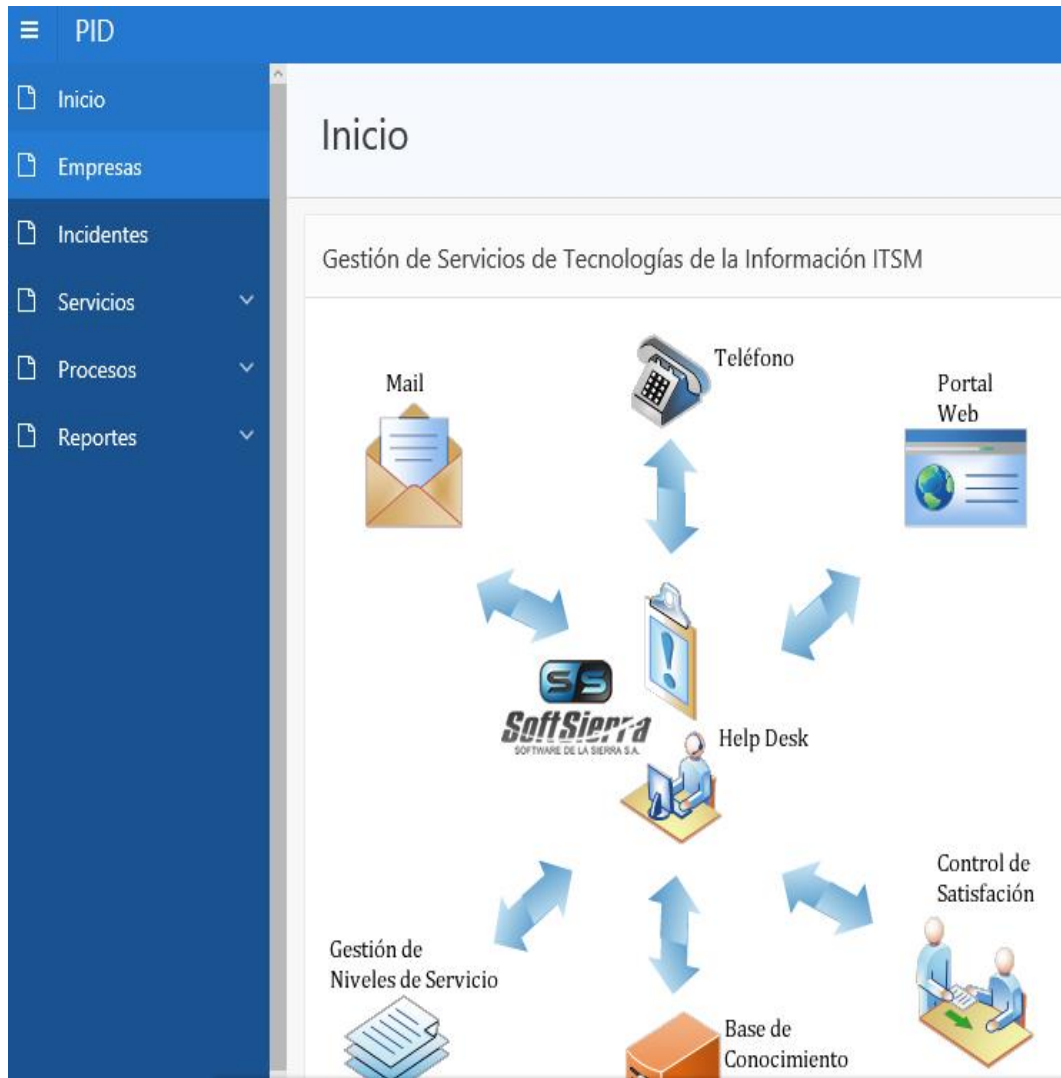 PID
Inicio
Empresas
Incidentes
Servicios
Procesos
Reportes
Inicio
Gestión de Servicios de Tecnologías de la Información ITSM
Teléfono
Mail
Portal
Web
SS
SoftSierra
SOFTWARE DE LA SIERRA S.A.
Help Desk
Control de
Satisfacción
Gestión de
Niveles de Servicio
Base de
Conocimiento